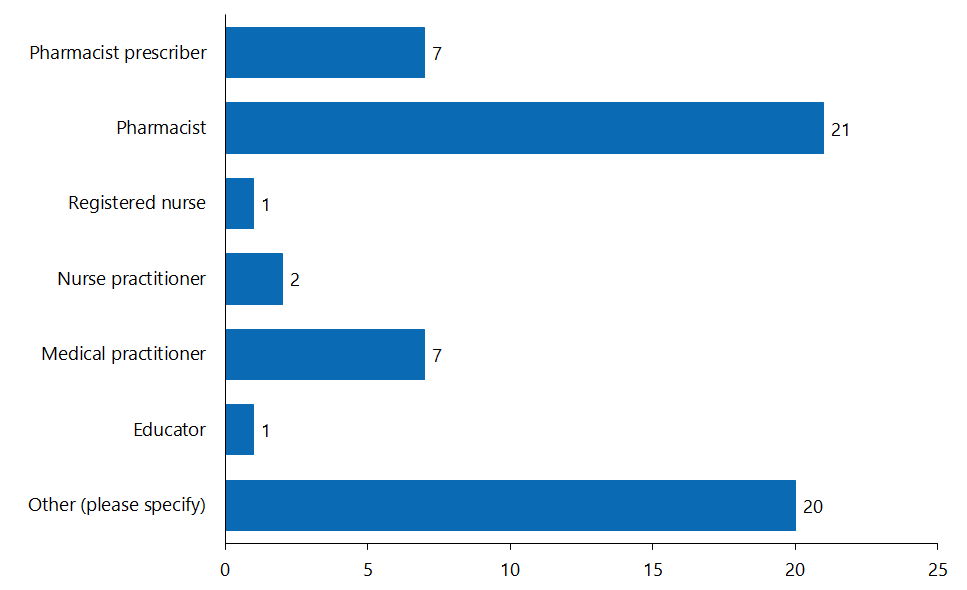 Pharmacist prescriber 7
Pharmacist 21
Registered nurse 1
Nurse practitioner 2
Medical practitioner 7
Educator 1
Other (please specify) 20
0 5 10 15 20 25